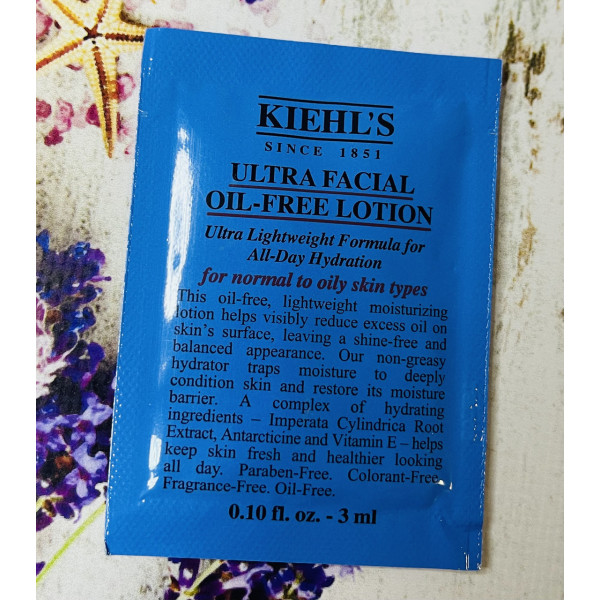 KIEHL'S
SINCE 1851
ULTRA FACIAL
OIL-FREE LOTION
Ultra Lightweight Formula for
All-Day Hydration
for normal to oily skin types
This oil-free, lightweight moisturizing
lotion helps visibly reduce excess oil on
skin's surface, leaving a shine-free and
balanced appearance. Our non-greasy
hydrator traps moisture to deeply
condition skin and restore its moisture
barrier. A complex of hydrating
ingredients – Imperata Cylindrica Root
Extract, Antarcticine and Vitamin E – helps
keep skin fresh and healthier looking
all day. Paraben-Free. Colorant-Free.
Fragrance-Free. Oil-Free.
0.10 fl. oz. - 3 ml